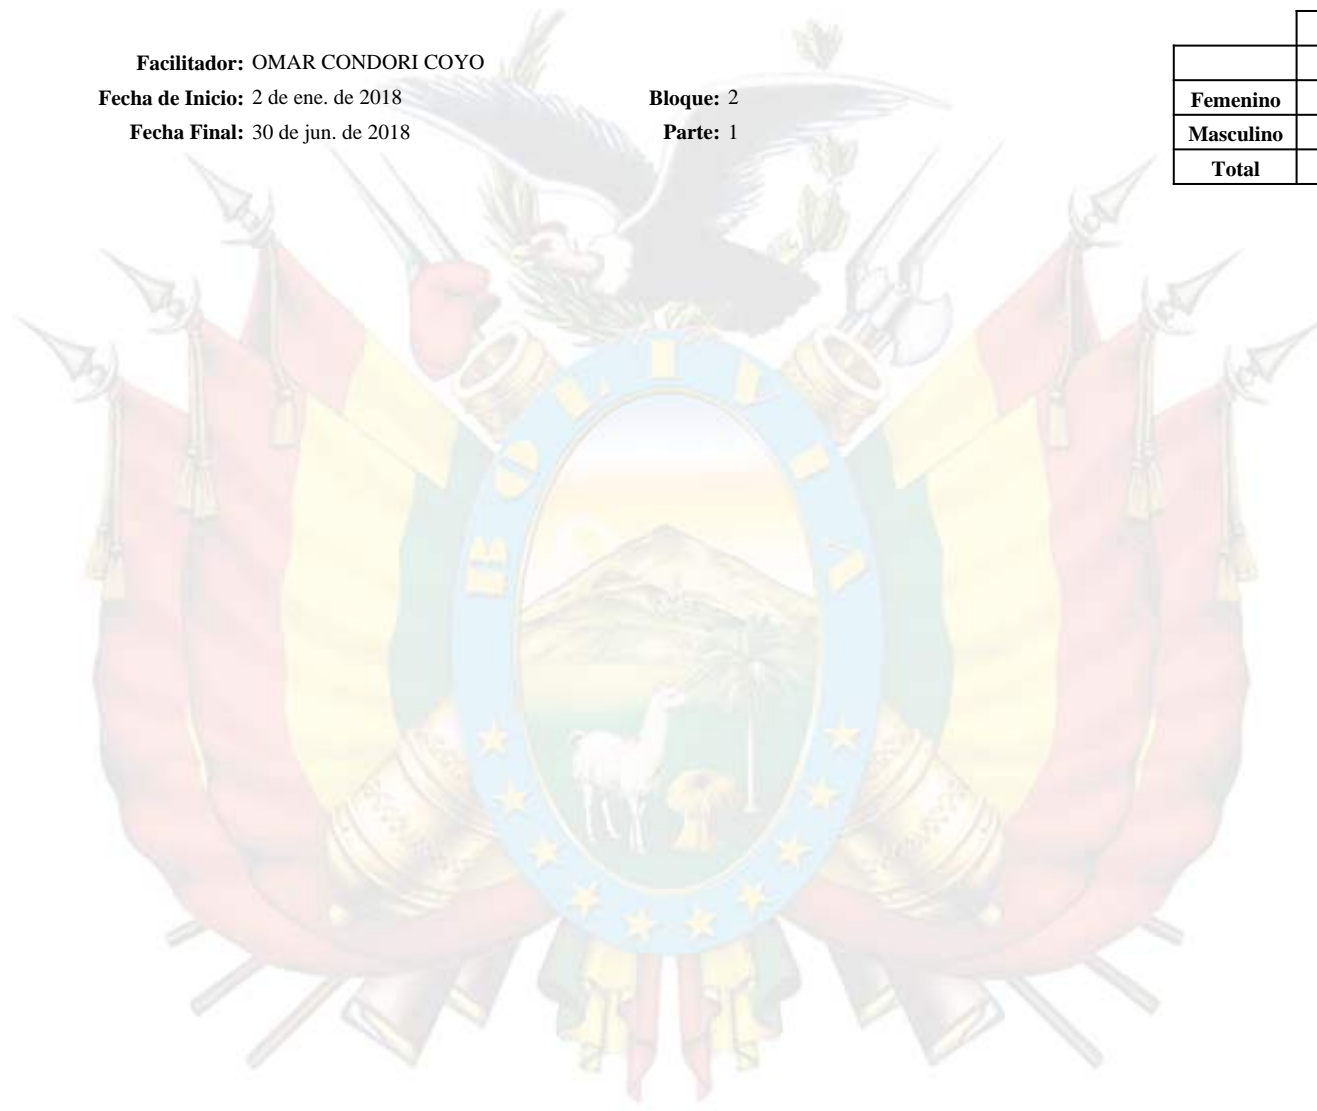 Facilitador: OMAR CONDORI COYO
Fecha de Inicio: 2 de ene. de 2018 Bloque: 2
Fecha Final: 30 de jun. de 2018 Parte: 1
Femenino
Masculino
Total
BOLIVIA